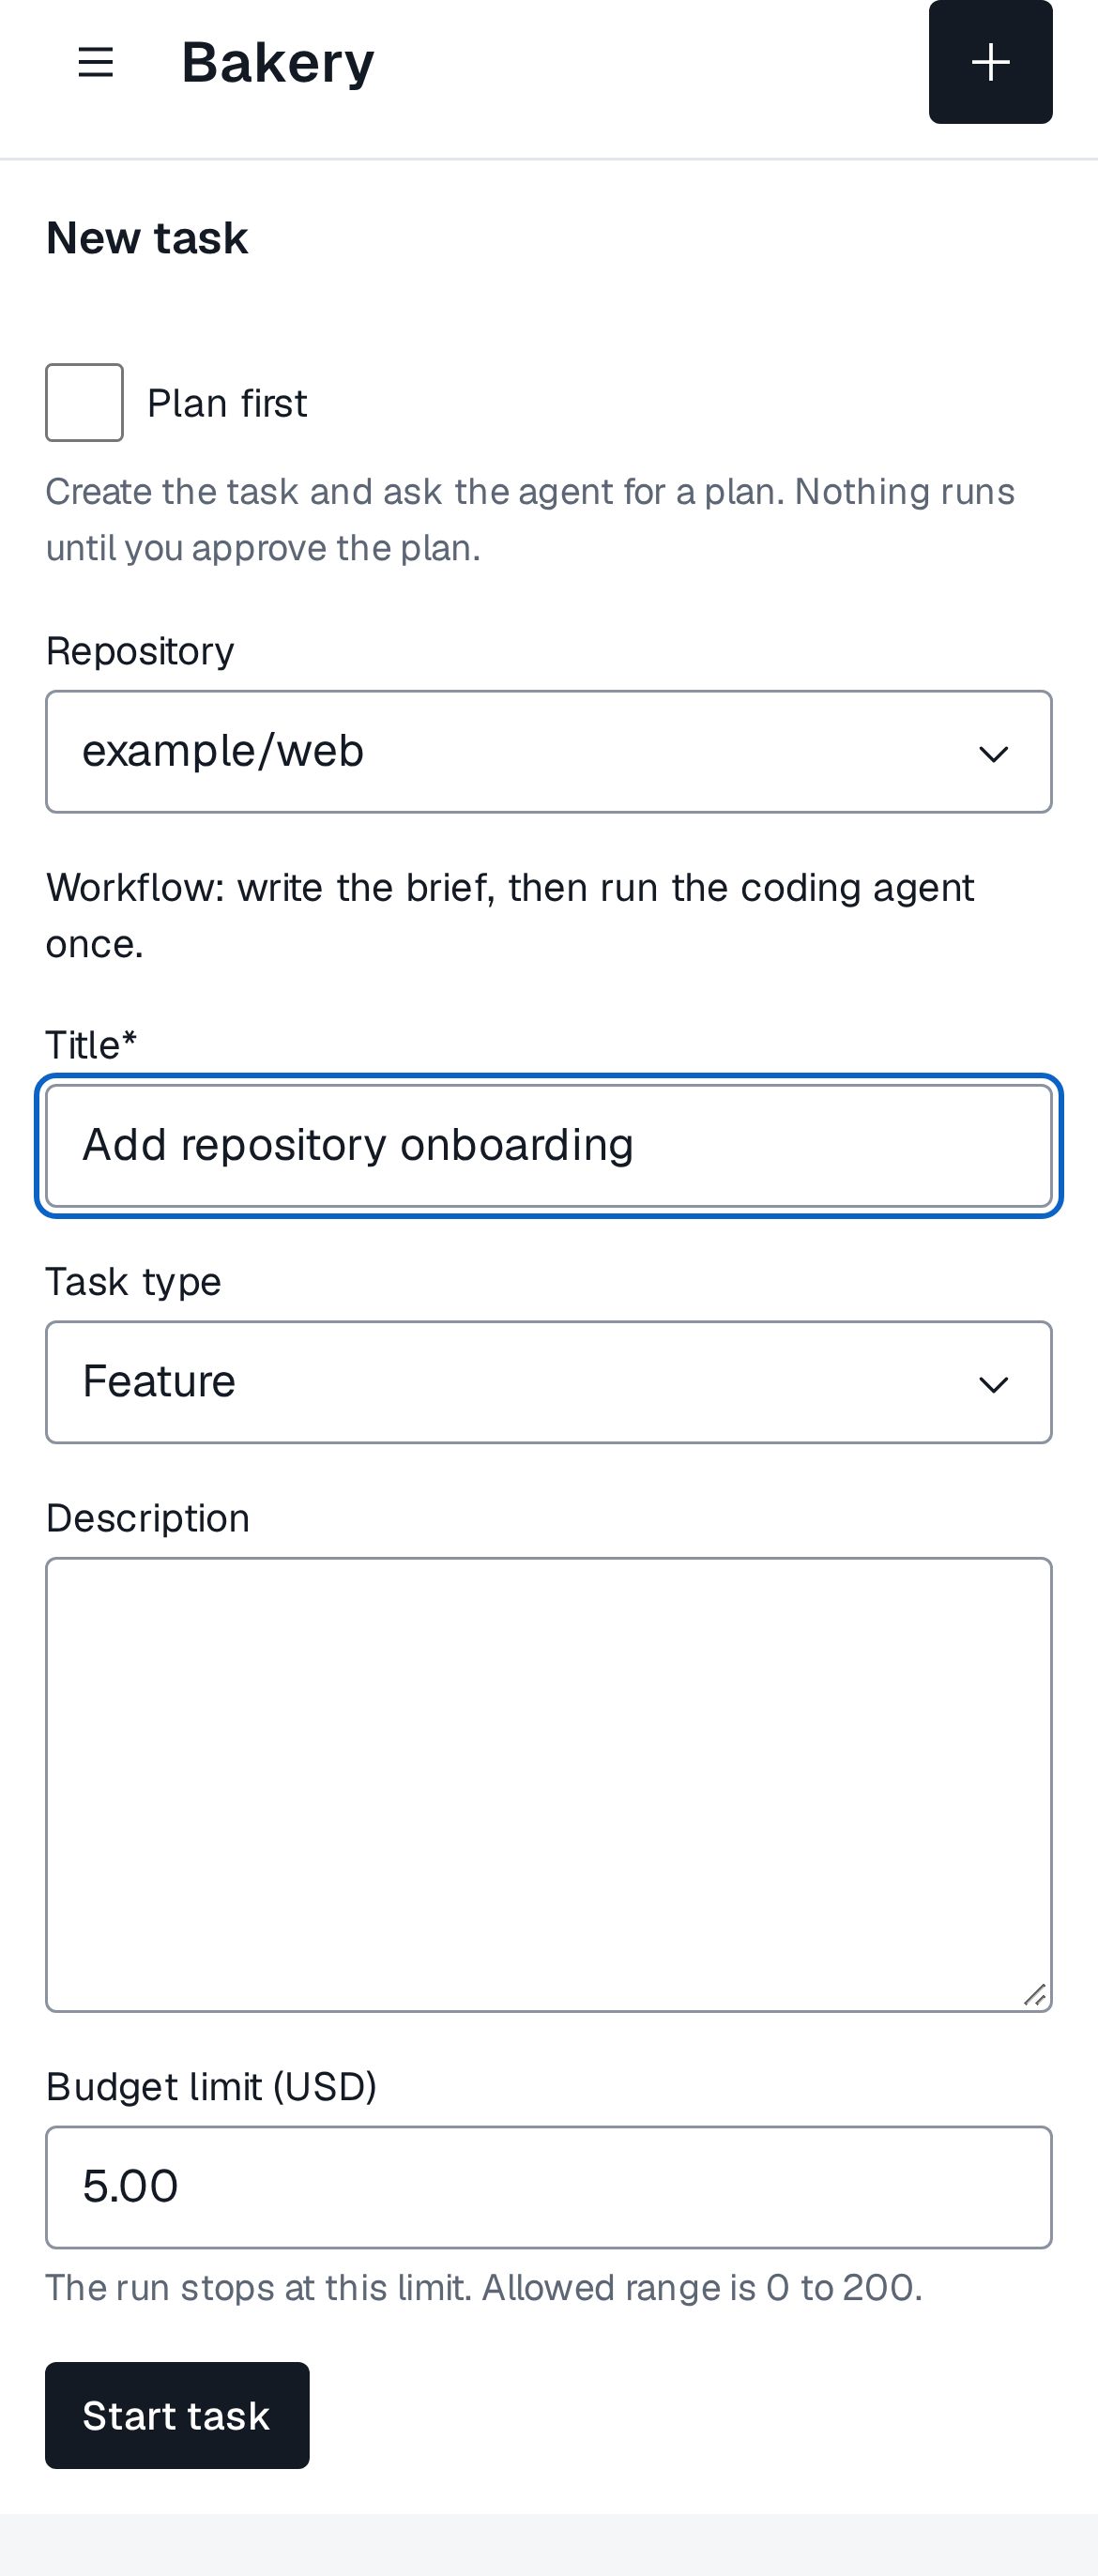 Bakery
New task
Plan first
Create the task and ask the agent for a plan. Nothing runs
until you approve the plan.
Repository
example/web
Workflow: write the brief, then run the coding agent
once.
Title*
Add repository onboarding
Task type
Feature
Description
Budget limit (USD)
5.00
The run stops at this limit. Allowed range is 0 to 200.
Start task